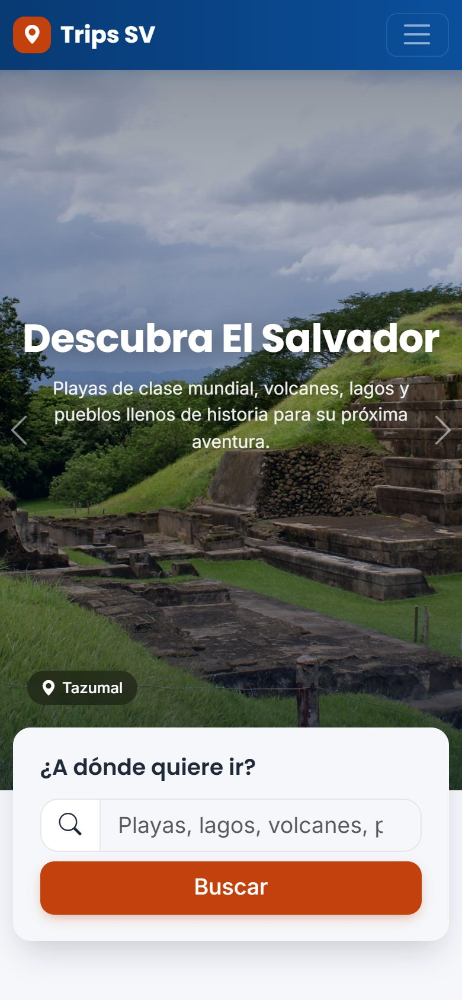 Trips SV
Descubra El Salvador
Playas de clase mundial, volcanes, lagos y
pueblos llenos de historia para su próxima
aventura.
Tazumal
¿A dónde quiere ir?
Playas, lagos, volcanes, p
Buscar